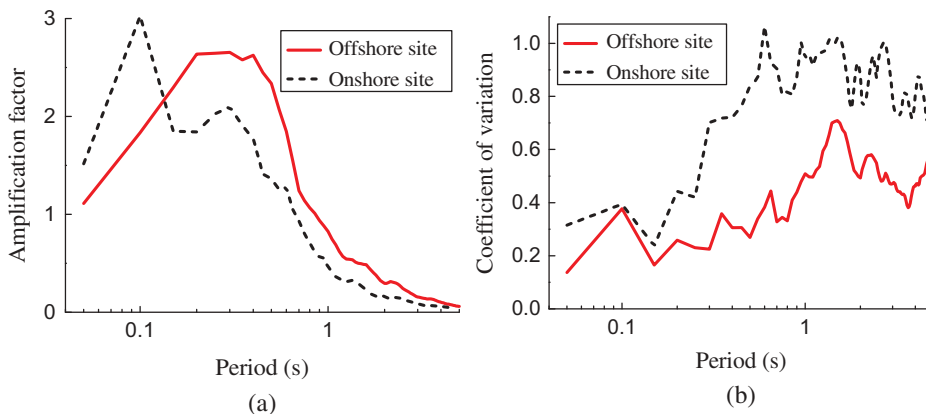 3
2
1
0
0.1
1
Amplification factor
Period (s)
Offshore site
Onshore site
(a)
1.0
0.8
0.6
0.4
0.2
0.0
0.1
1
Coefficient of variation
Period (s)
Offshore site
Onshore site
(b)